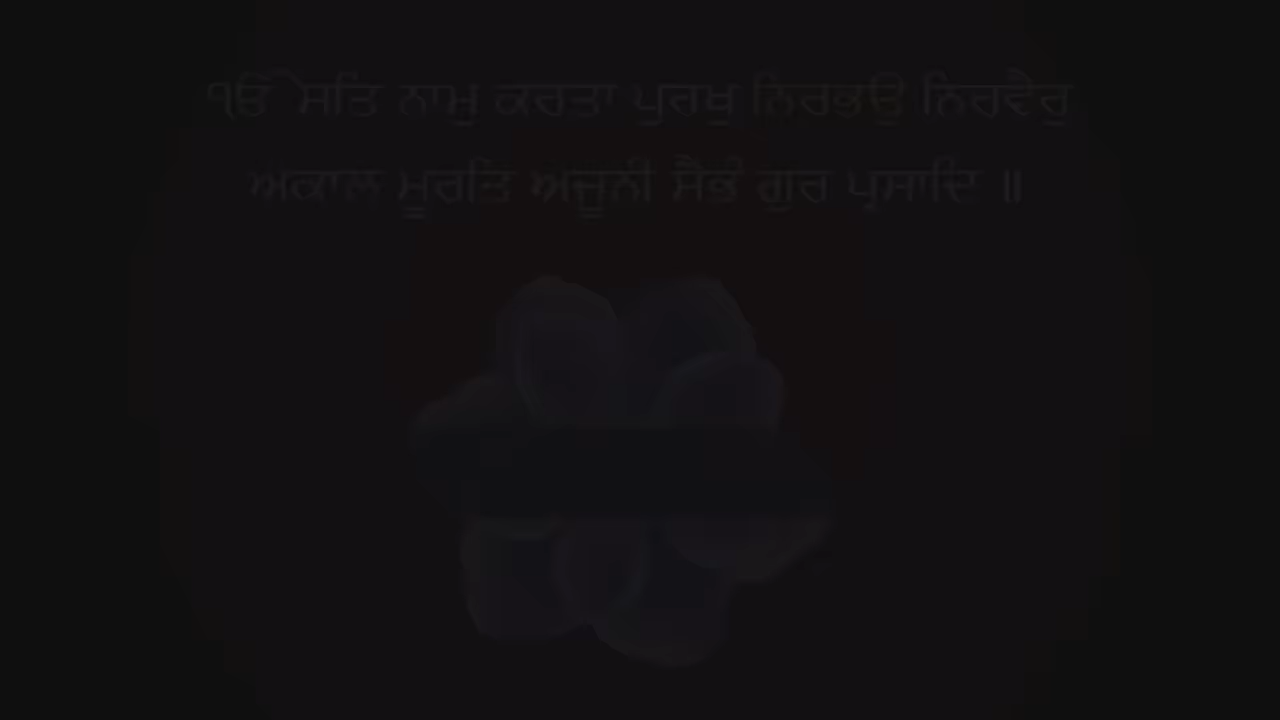 ੴ ਸਤਿ ਨਾਮੁ ਕਰਤਾ ਪੁਰਖੁ ਨਿਰਭਉ ਨਿਰਵੈਰੁ
ਅਕਾਲ ਮੂਰਤਿ ਅਜੂਨੀ ਸੈਭੰ ਗੁਰ ਪ੍ਰਸਾਦਿ ॥